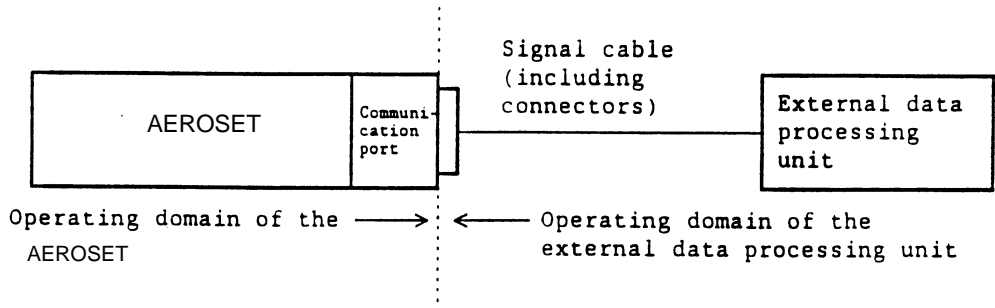 Signal cable
(including
connectors)
AEROSET
Communi-
cation
port
External data
processing
unit
Operating domain of the
AEROSET
Operating domain of the
external data processing unit